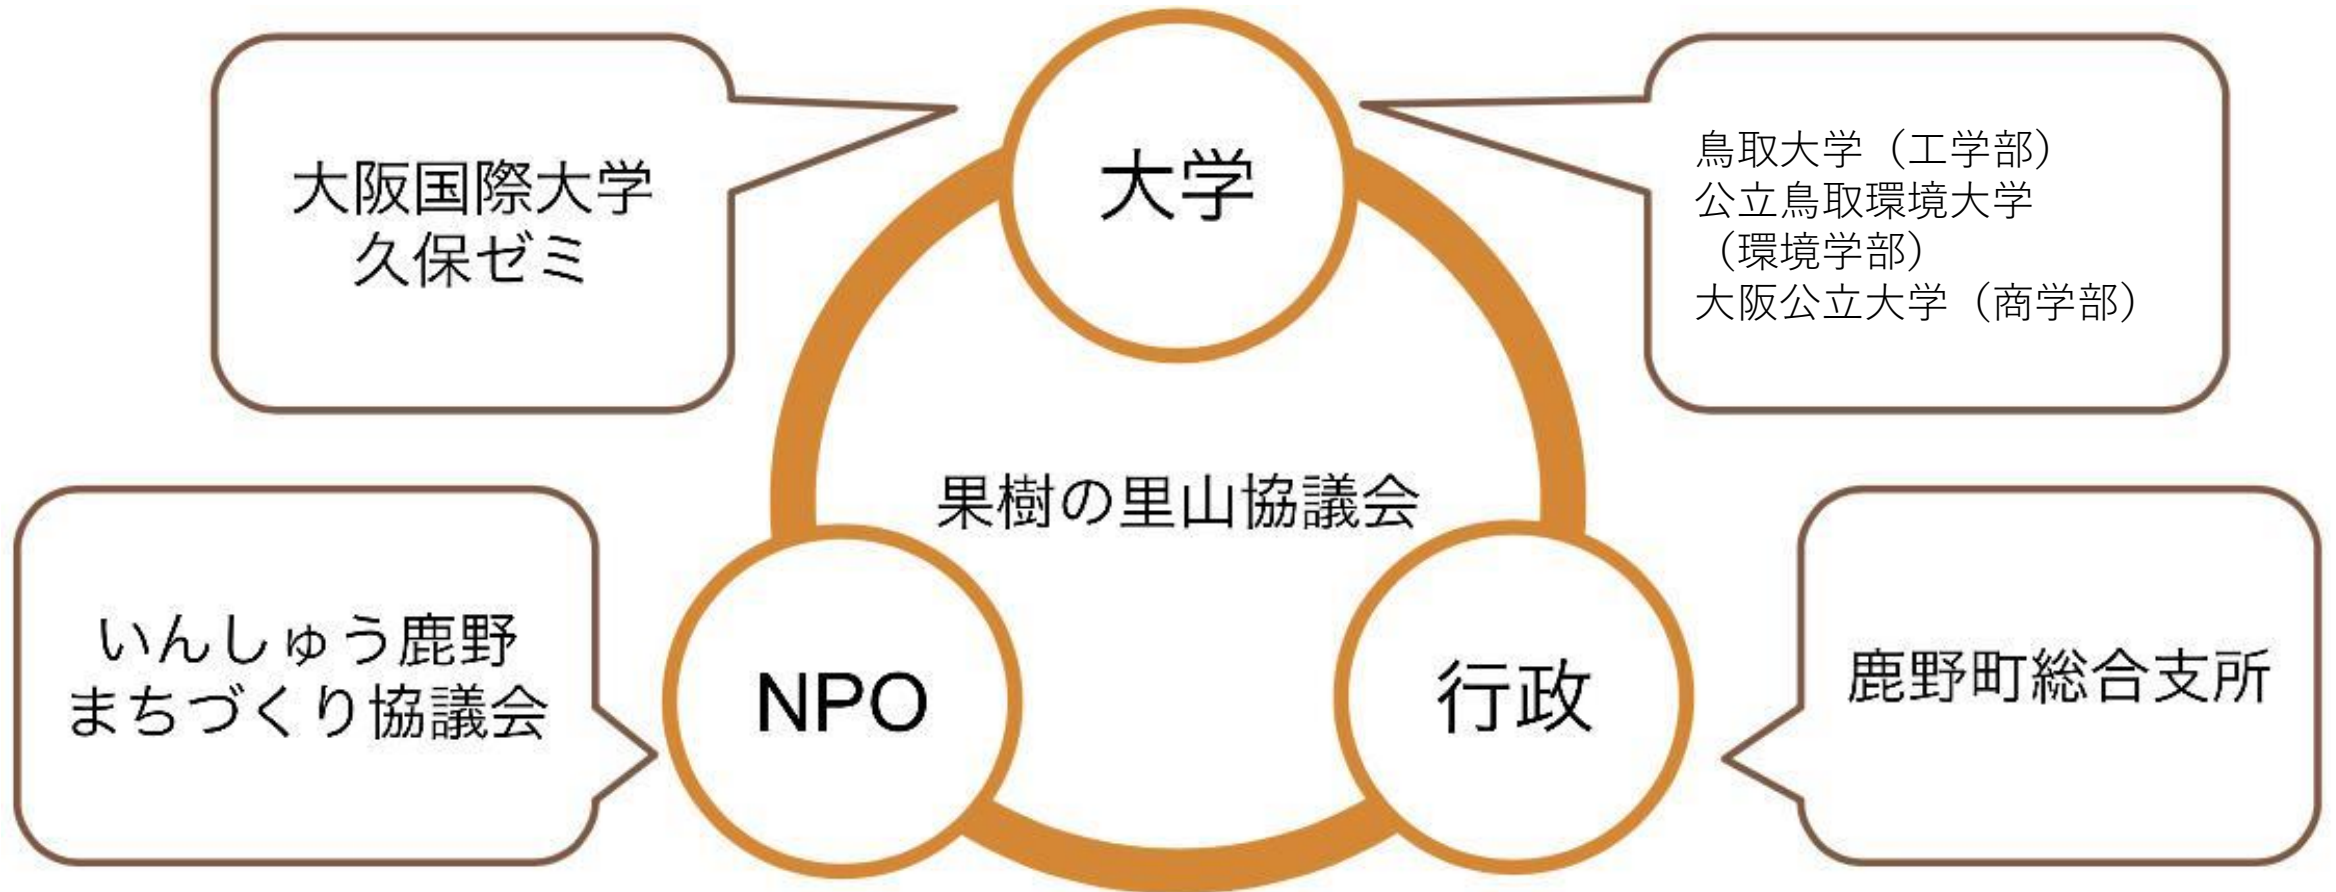 大阪国際大学
久保ゼミ
大学
鳥取大学（工学部）
公立鳥取環境大学
（環境学部）
大阪公立大学（商学部）
果樹の里山協議会
いんしゅう鹿野
まちづくり協議会
NPO
行政
鹿野町総合支所